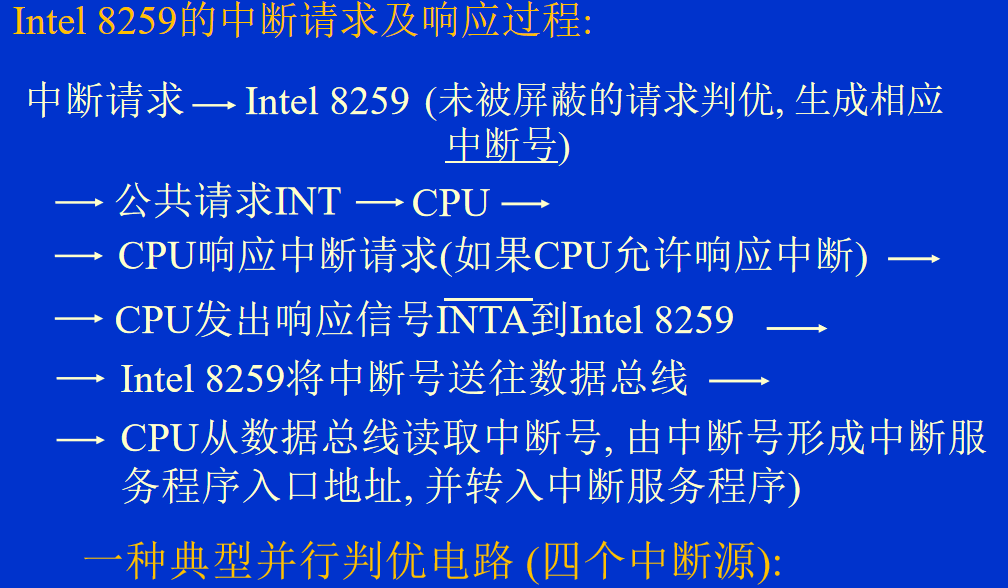 Intel 8259的中断请求及响应过程:
中断请求 → Intel 8259 (未被屏蔽的请求判优, 生成相应
中断号)
→ 公共请求INT → CPU →
→ CPU响应中断请求(如果CPU允许响应中断) →
→ CPU发出响应信号INTA到Intel 8259 →
→ Intel 8259将中断号送往数据总线 →
→ CPU从数据总线读取中断号, 由中断号形成中断服
务程序入口地址, 并转入中断服务程序)
一种典型并行判优电路 (四个中断源):